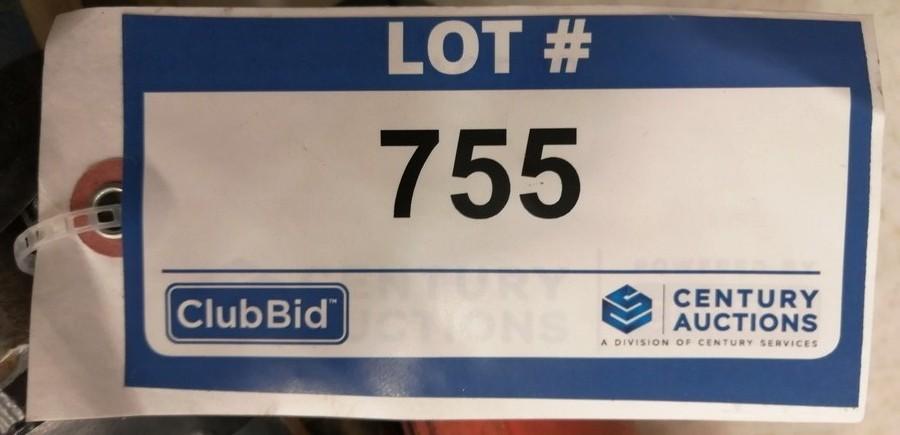 LOT #
755
ClubBid™
CENTURY
AUCTIONS
A DIVISION OF CENTURY SERVICES